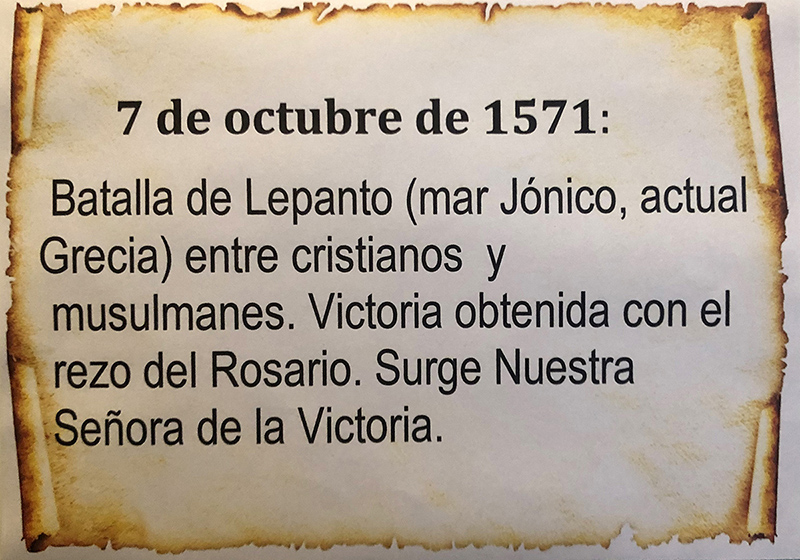 7 de octubre de 1571:
Batalla de Lepanto (mar Jónico, actual
Grecia) entre cristianos y
musulmanes. Victoria obtenida con el
rezo del Rosario. Surge Nuestra
Señora de la Victoria.